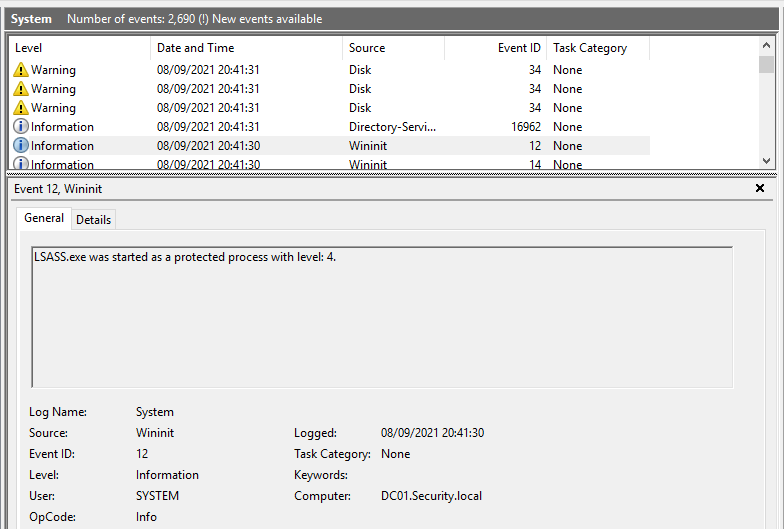 System Number of events: 2,690 (!) New events available
Level Date and Time Source Event ID Task Category
Warning 08/09/2021 20:41:31 Disk 34 None
Warning 08/09/2021 20:41:31 Disk 34 None
Warning 08/09/2021 20:41:31 Disk 34 None
Information 08/09/2021 20:41:31 Directory-Servi... 16962 None
Information 08/09/2021 20:41:30 Wininit 12 None
Information 08/09/2021 20:41:30 Wininit 14 None
Event 12, Wininit
General Details
LSASS.exe was started as a protected process with level: 4.
Log Name: System
Source: Wininit Logged: 08/09/2021 20:41:30
Event ID: 12 Task Category: None
Level: Information Keywords:
User: SYSTEM Computer: DC01.Security.local
OpCode: Info